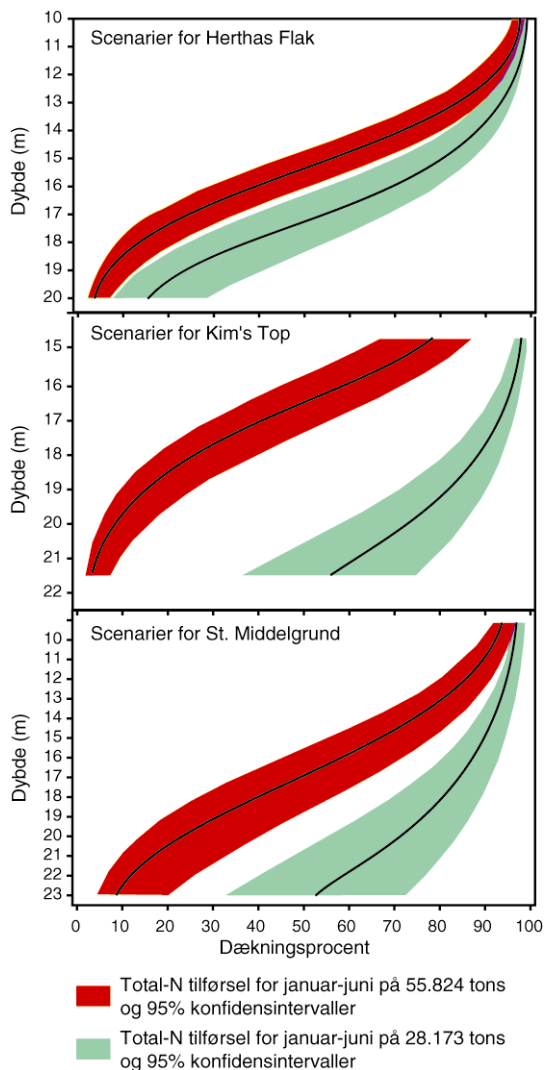 Scenarier for Herthas Flak
Dybde (m)
10
11
12
13
14
15
16
17
18
19
20
Scenarier for Kim's Top
Dybde (m)
15
16
17
18
19
20
21
22
Scenarier for St. Middelgrund
Dybde (m)
10
12
13
14
15
16
17
18
19
20
21
22
23
0 10 20 30 40 50 60 70 80 90 100
Dækningsprocent
Total-N tilførsel for januar-juni på 55.824 tons
og 95% konfidensintervaller
Total-N tilførsel for januar-juni på 28.173 tons
og 95% konfidensintervaller